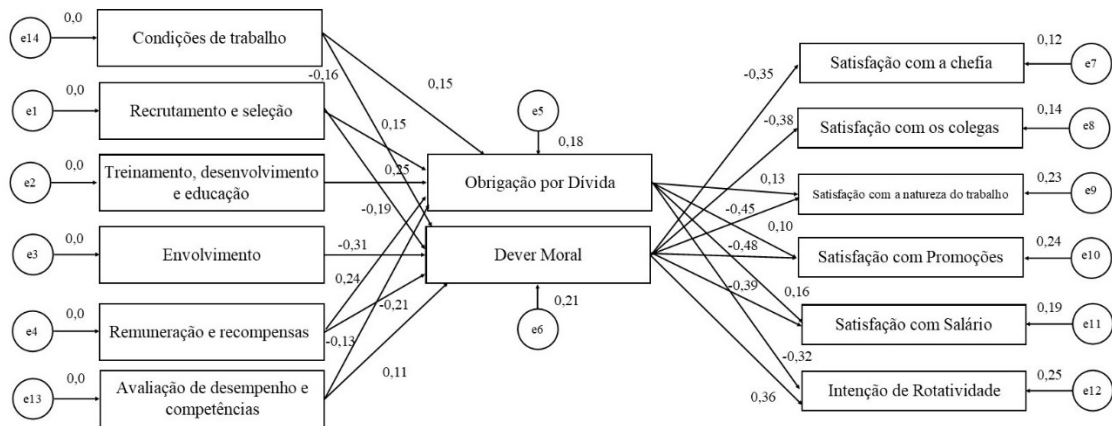 e14
0,0
Condições de trabalho
e1
0,0
Recrutamento e seleção
e2
0,0
Treinamento, desenvolvimento
e educação
e3
0,0
Envolvimento
e4
0,0
Remuneração e recompensas
e13
0,0
Avaliação de desempenho e
competências
-0,16
0,15
0,15
0,25
-0,19
-0,31
0,24
-0,21
-0,13
0,11
e5
0,18
Obrigação por Dívida
Dever Moral
0,21
e6
-0,35
-0,38
0,13
-0,45
0,10
-0,48
-0,39
0,16
-0,32
0,36
Satisfação com a chefia
0,12
e7
Satisfação com os colegas
0,14
e8
Satisfação com a natureza do trabalho
0,23
e9
Satisfação com Promoções
0,24
e10
Satisfação com Salário
0,19
e11
Intenção de Rotatividade
0,25
e12